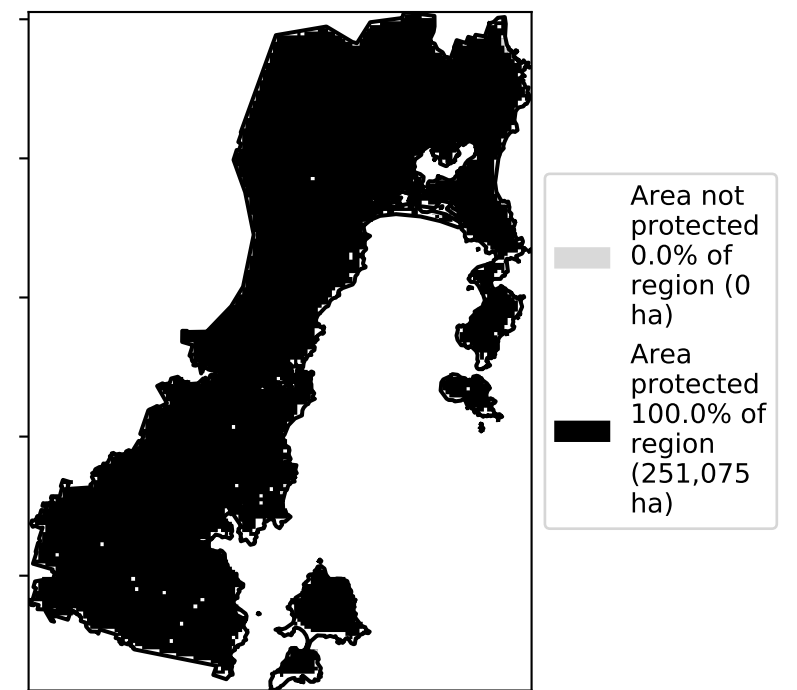 Area not
protected
0.0% of
region (0
ha)
Area
protected
100.0% of
region
(251,075
ha)